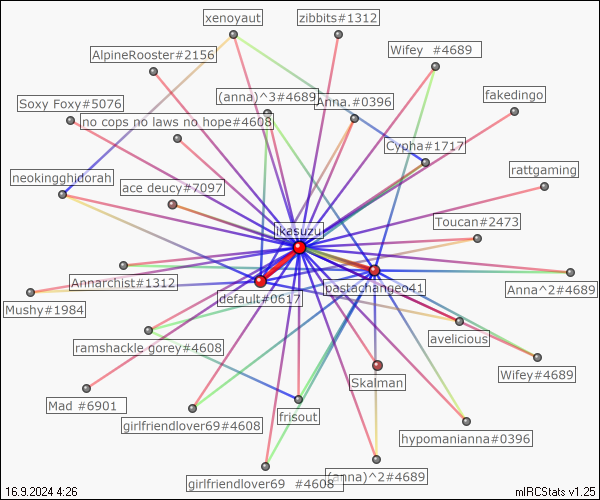 xenoyaut
zibbits#1312
Wifey  #4689
AlpineRooster#2156
fakedingo
Soxy Foxy#5076
(anna)^3#4689
Anna.#0396
no cops no laws no hope#4608
Cypha#1717
neokingghidorah
ace deucy#7097
rattgaming
Toucan#2473
ikasuzu
Annarchist#1312
pastachangeo41
Anna^2#4689
Mushy#1984
default#0617
ramshackle gorey#4608
avelicious
Wifey#4689
Skalman
Mad #6901
frisout
girlfriendlover69#4608
hypomanianna#0396
girlfriendlover69  #4608
(anna)^2#4689
16.9.2024 4:26
mIRCStats v1.25